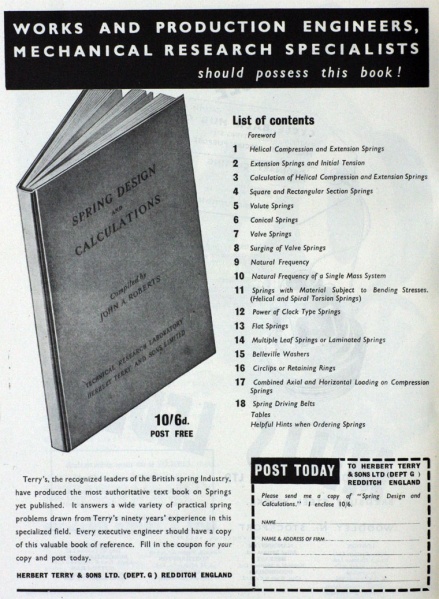 WORKS AND PRODUCTION ENGINEERS,
MECHANICAL RESEARCH SPECIALISTS
should possess this book!
SPRING DESIGN
AND
CALCULATIONS
Compiled by
JOHN A. ROBERTS
TECHNICAL RESEARCH LABORATORY
HERBERT TERRY AND SONS LIMITED
10/6d.
POST FREE
List of contents
Foreword
1 Helical Compression and Extension Springs
2 Extension Springs and Initial Tension
3 Calculation of Helical Compression and Extension Springs
4 Square and Rectangular Section Springs
5 Volute Springs
6 Conical Springs
7 Valve Springs
8 Surging of Valve Springs
9 Natural Frequency
10 Natural Frequency of a Single Mass System
11 Springs with Material Subject to Bending Stresses.
(Helical and Spiral Torsion Springs)
12 Power of Clock Type Springs
13 Flat Springs
14 Multiple Leaf Springs or Laminated Springs
15 Belleville Washers
16 Circlips or Retaining Rings
17 Combined Axial and Horizontal Loading on Compression
Springs
18 Spring Driving Belts
Tables
Helpful Hints when Ordering Springs
Terry's, the recognized leaders of the British spring Industry,
have produced the most authoritative text book on Springs
yet published. It answers a wide variety of practical spring
problems drawn from Terry's ninety years' experience in this
specialized field. Every executive engineer should have a copy
of this valuable book of reference. Fill in the coupon for your
copy and post today.
HERBERT TERRY & SONS LTD. (DEPT. G) REDDITCH ENGLAND
POST TODAY
TO HERBERT TERRY
& SONS LTD (DEPT G)
REDDITCH ENGLAND
Please send me a copy of "Spring Design and
Calculations." I enclose 10/6.
NAME
NAME & ADDRESS OF FIRM